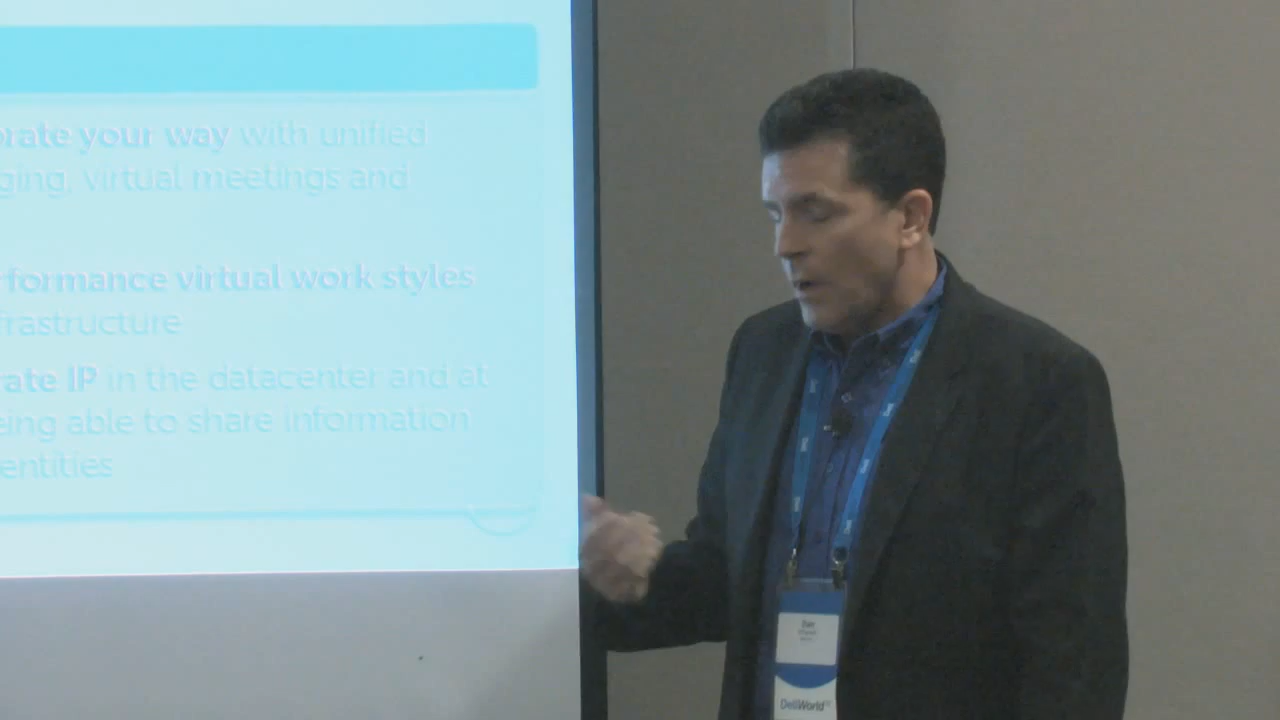 orate your way with unified
ging, virtual meetings and
rformance virtual work styles
frastructure
rate IP in the datacenter and at
eing able to share information
entities
DellWorld